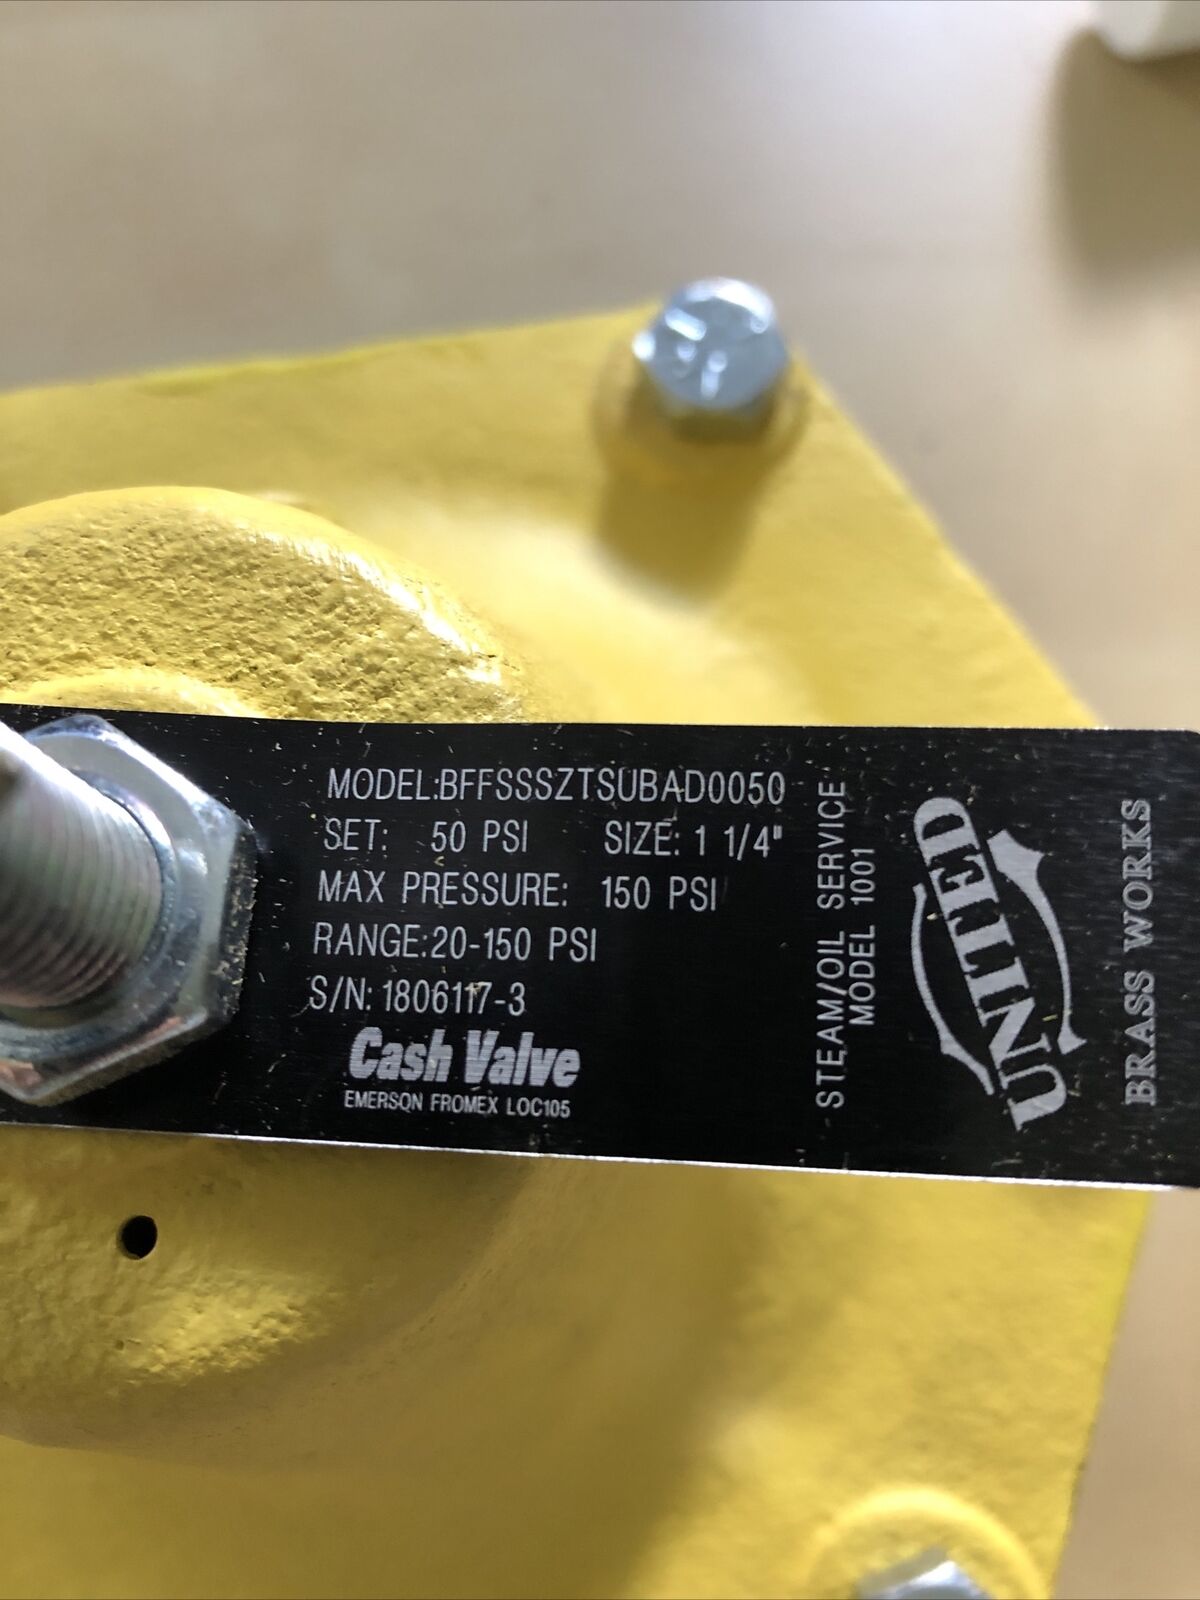 MODEL:BFFSSSZTSUBAD0050
SET: 50 PSI SIZE: 1 1/4"
MAX PRESSURE: 150 PSI
RANGE:20-150 PSI
S/N: 1806117-3
Cash Valve
EMERSON FROMEX LOC105
STEAM/OIL SERVICE
MODEL 1001
UNITED
BRASS WORKS